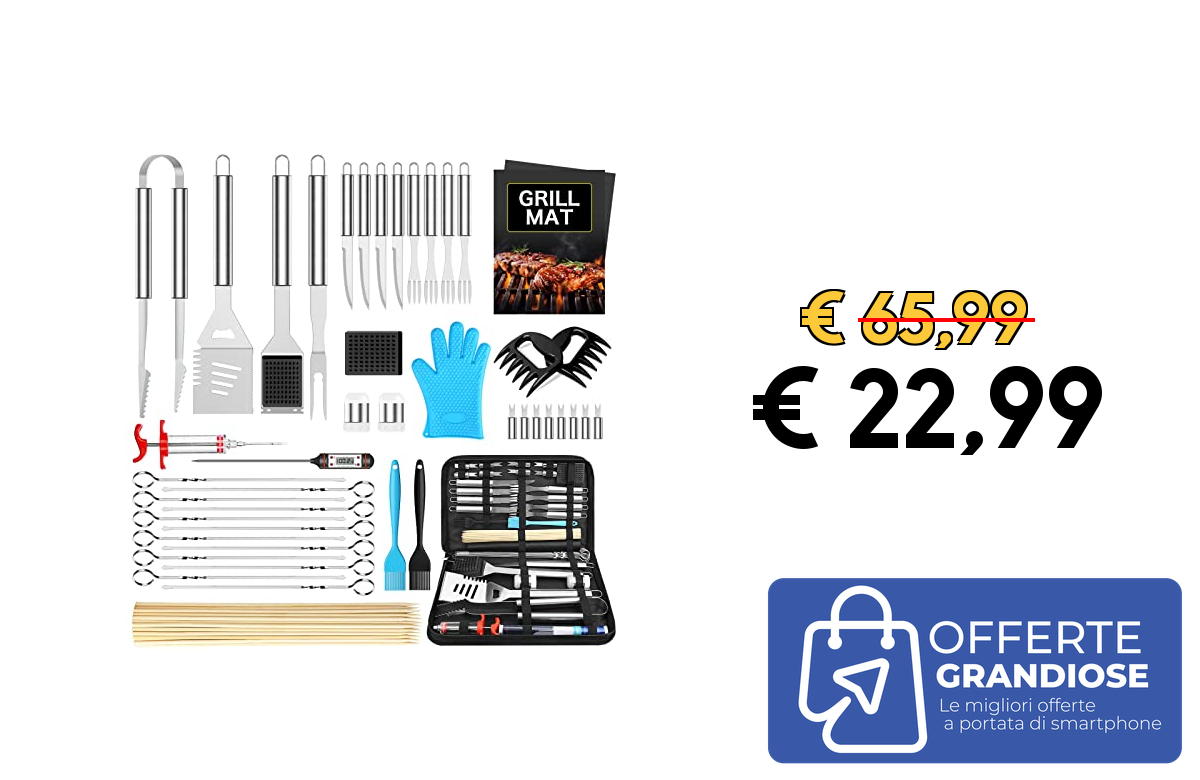 GRILL
MAT
€ 65,99
€ 22,99
OFFERTE
GRANDIOSE
Le migliori offerte
a portata di smartphone